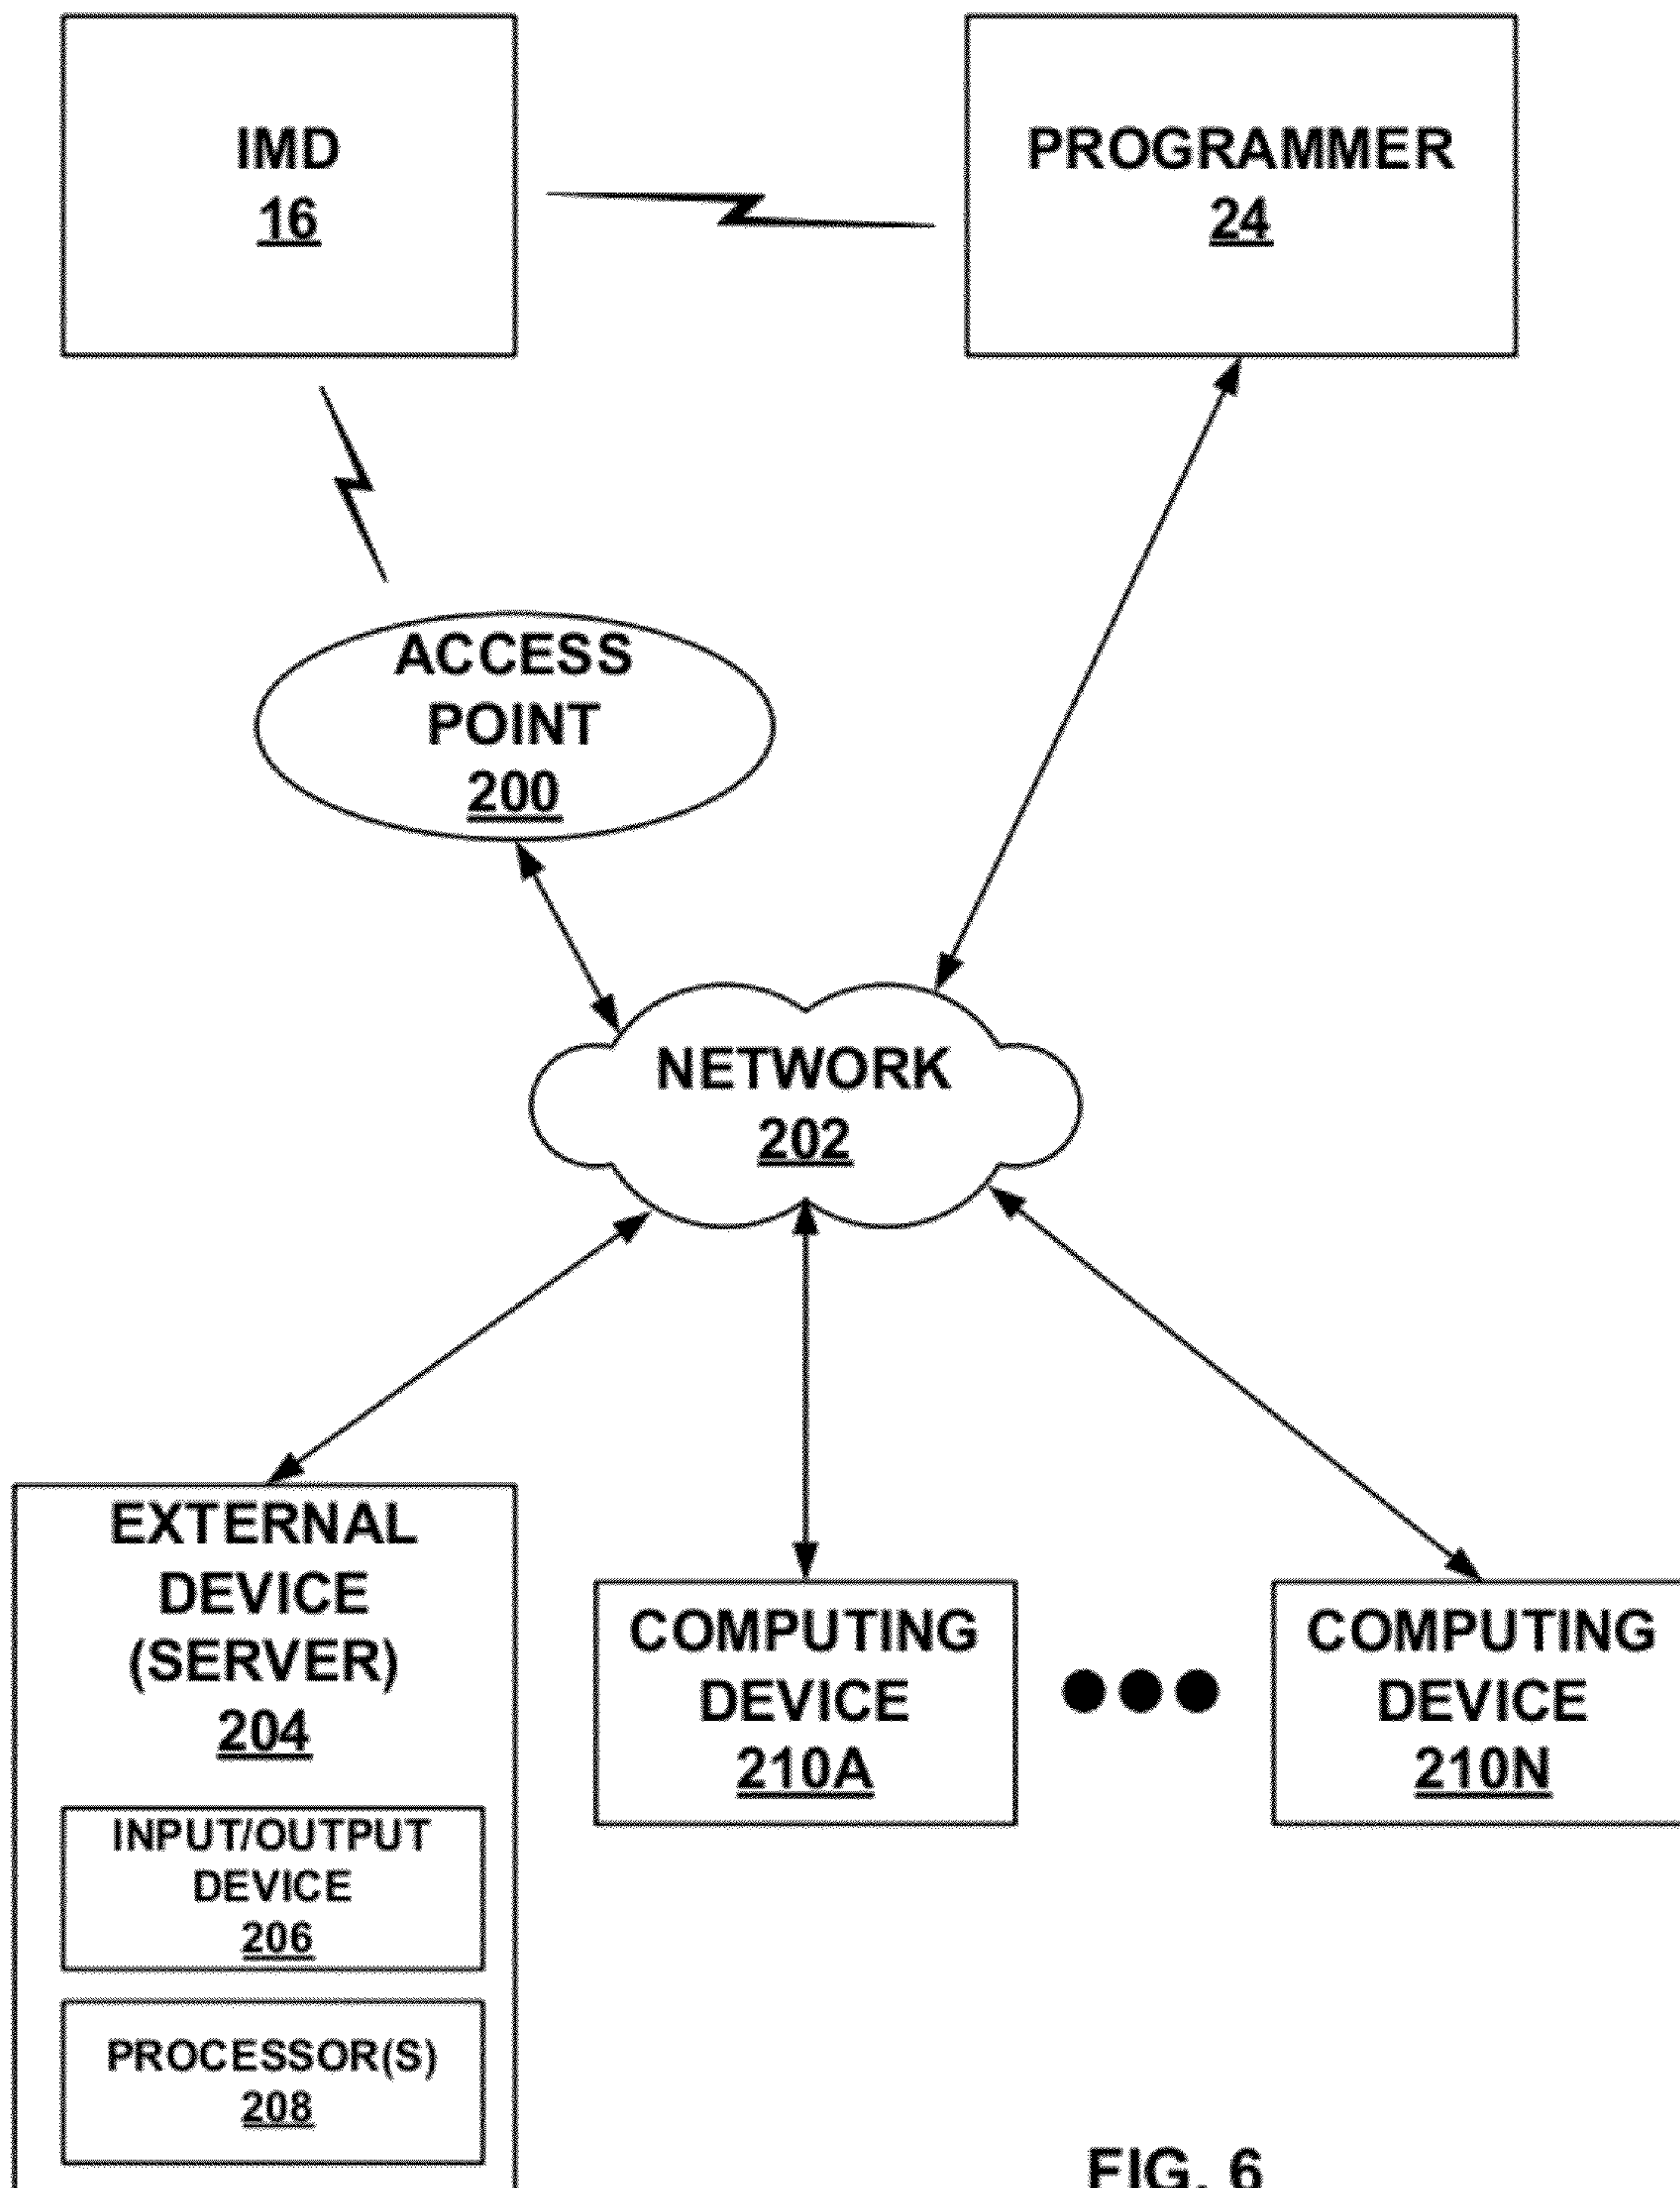 IMD
16
PROGRAMMER
24
ACCESS
POINT
200
NETWORK
202
EXTERNAL
DEVICE
(SERVER)
204
INPUT/OUTPUT
DEVICE
206
PROCESSOR(S)
208
COMPUTING
DEVICE
210A
COMPUTING
DEVICE
210N
FIG. 6